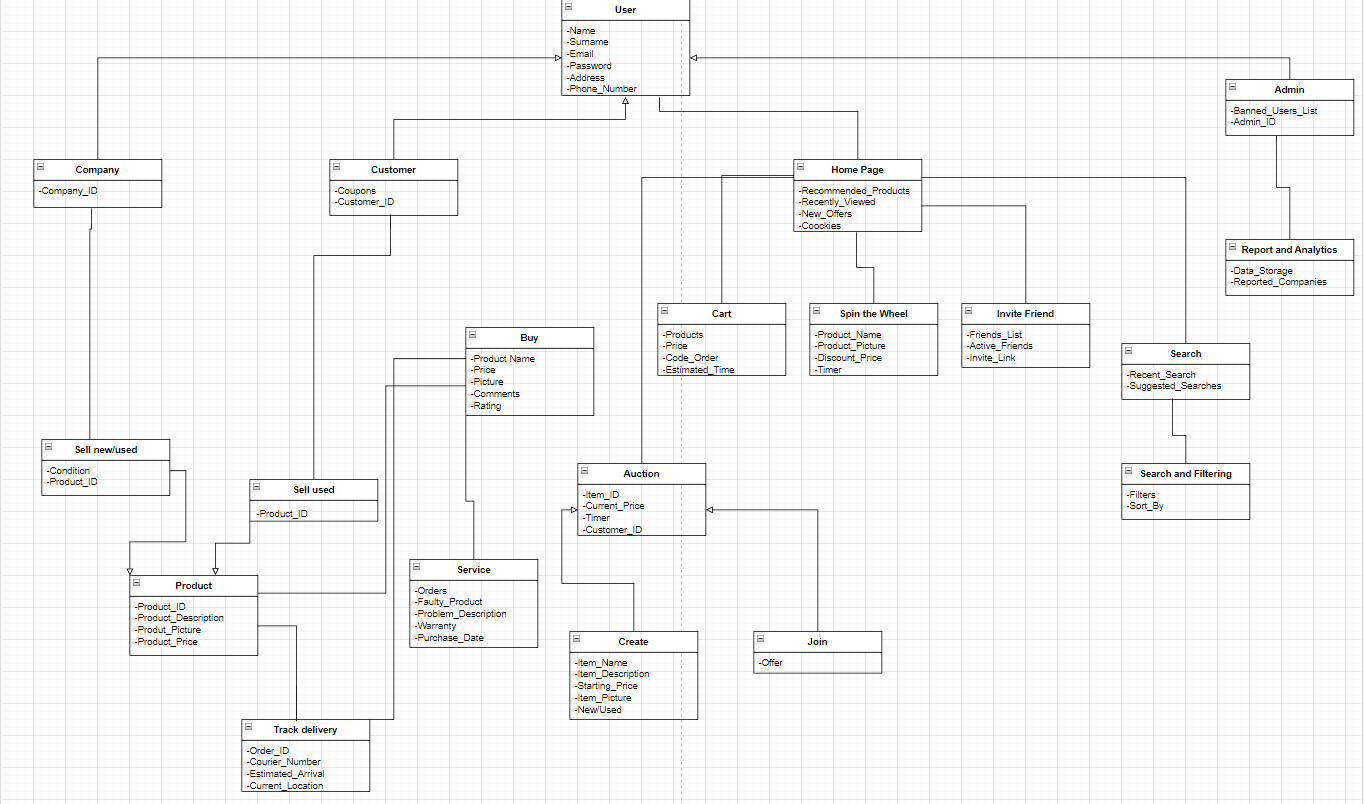 User
-Name
-Surname
-Email
-Password
-Address
-Phone_Number
Admin
-Banned_Users_List
-Admin_ID
Company
-Company_ID
Customer
-Coupons
-Customer_ID
Home Page
-Recommended_Products
-Recently_Viewed
-New_Offers
-Coockies
Report and Analytics
-Data_Storage
-Reported_Companies
Cart
-Products
-Price
-Code_Order
-Estimated_Time
Spin the Wheel
-Product_Name
-Product_Picture
-Discount_Price
-Timer
Invite Friend
-Friends_List
-Active_Friends
-Invite_Link
Buy
-Product Name
-Price
-Picture
-Comments
-Rating
Search
-Recent_Search
-Suggested_Searches
Sell new/used
-Condition
-Product_ID
Sell used
-Product_ID
Auction
-Item_ID
-Current_Price
-Timer
-Customer_ID
Search and Filtering
-Filters
-Sort_By
Product
-Product_ID
-Product_Description
-Produt_Picture
-Product_Price
Service
-Orders
-Faulty_Product
-Problem_Description
-Warranty
-Purchase_Date
Create
-Item_Name
-Item_Description
-Starting_Price
-Item_Picture
-New/Used
Join
-Offer
Track delivery
-Order_ID
-Courier_Number
-Estimated_Arrival
-Current_Location